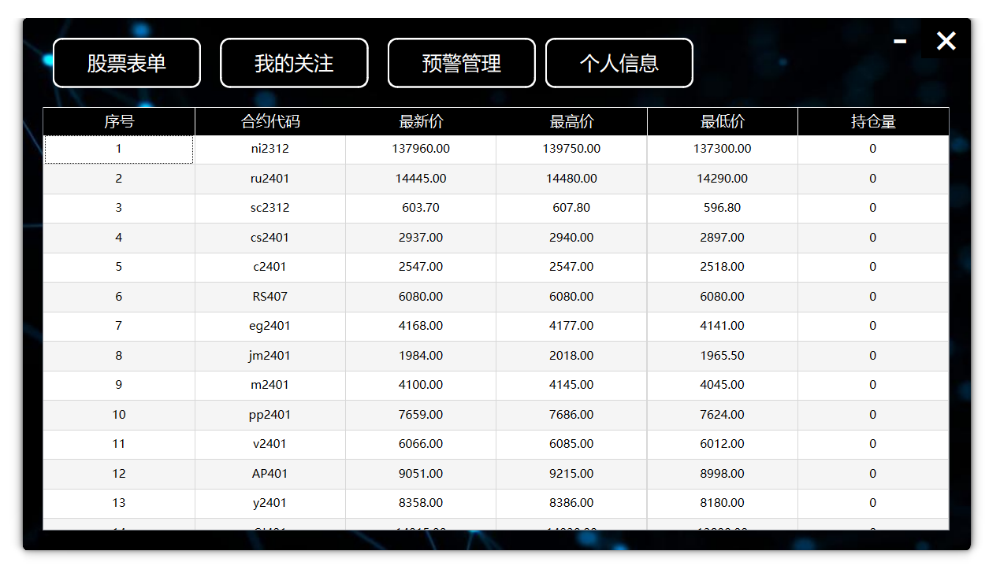 股票表单 我的关注 预警管理 个人信息
序号 合约代码 最新价 最高价 最低价 持仓量
1 ni2312 137960.00 139750.00 137300.00 0
2 ru2401 14445.00 14480.00 14290.00 0
3 sc2312 603.70 607.80 596.80 0
4 cs2401 2937.00 2940.00 2897.00 0
5 c2401 2547.00 2547.00 2518.00 0
6 RS407 6080.00 6080.00 6080.00 0
7 eg2401 4168.00 4177.00 4141.00 0
8 jm2401 1984.00 2018.00 1965.50 0
9 m2401 4100.00 4145.00 4045.00 0
10 pp2401 7659.00 7686.00 7624.00 0
11 v2401 6066.00 6085.00 6012.00 0
12 AP401 9051.00 9215.00 8998.00 0
13 y2401 8358.00 8386.00 8180.00 0